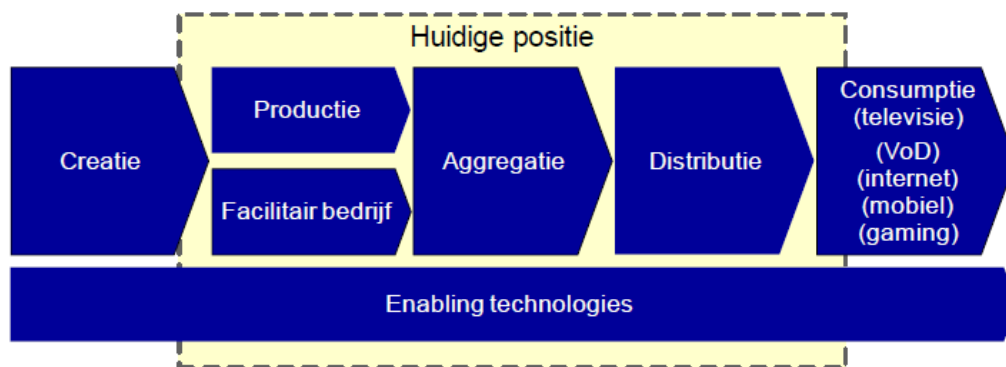 Huidige positie
Creatie
Productie
Facilitair bedrijf
Aggregatie
Distributie
Consumptie
(televisie)
(VoD)
(internet)
(mobiel)
(gaming)
Enabling technologies